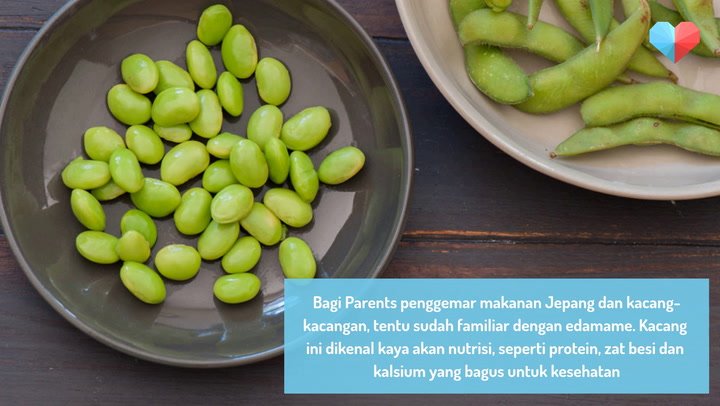 Bagi Parents penggemar makanan Jepang dan kacang-
kacangan, tentu sudah familiar dengan edamame. Kacang
ini dikenal kaya akan nutrisi, seperti protein, zat besi dan
kalsium yang bagus untuk kesehatan